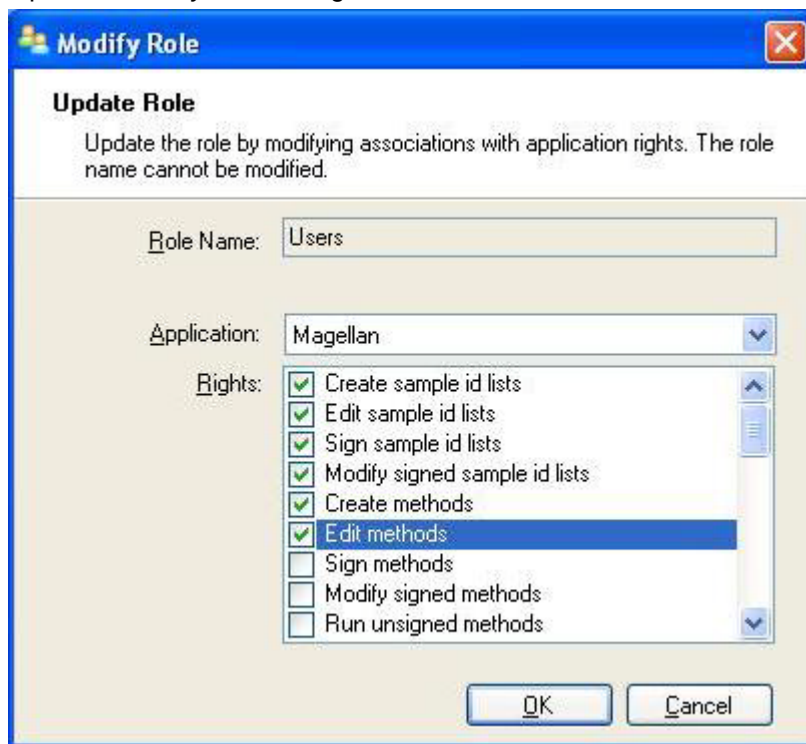 Modify Role
Update Role
Update the role by modifying associations with application rights. The role
name cannot be modified.
Role Name: Users
Application: Magellan
Rights: Create sample id lists
Edit sample id lists
Sign sample id lists
Modify signed sample id lists
Create methods
Edit methods
Sign methods
Modify signed methods
Run unsigned methods
OK Cancel